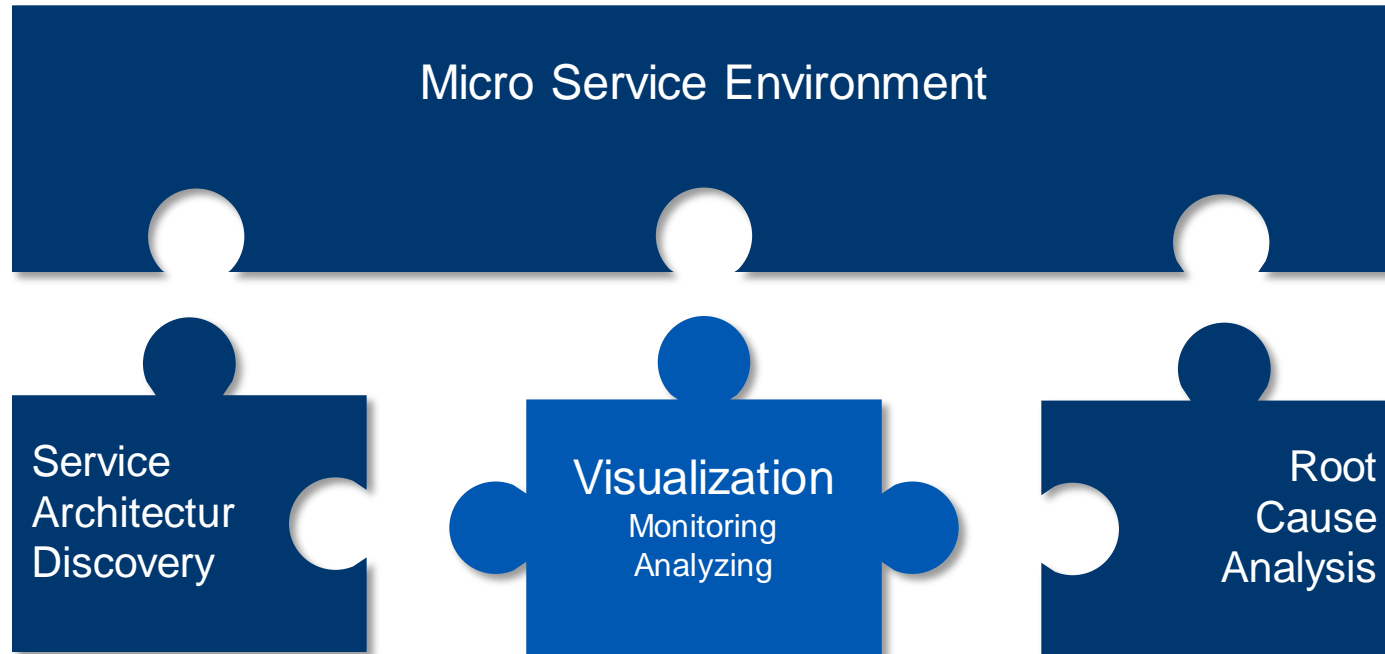 Micro Service Environment
Service
Architectur
Discovery
Visualization
Monitoring
Analyzing
Root
Cause
Analysis